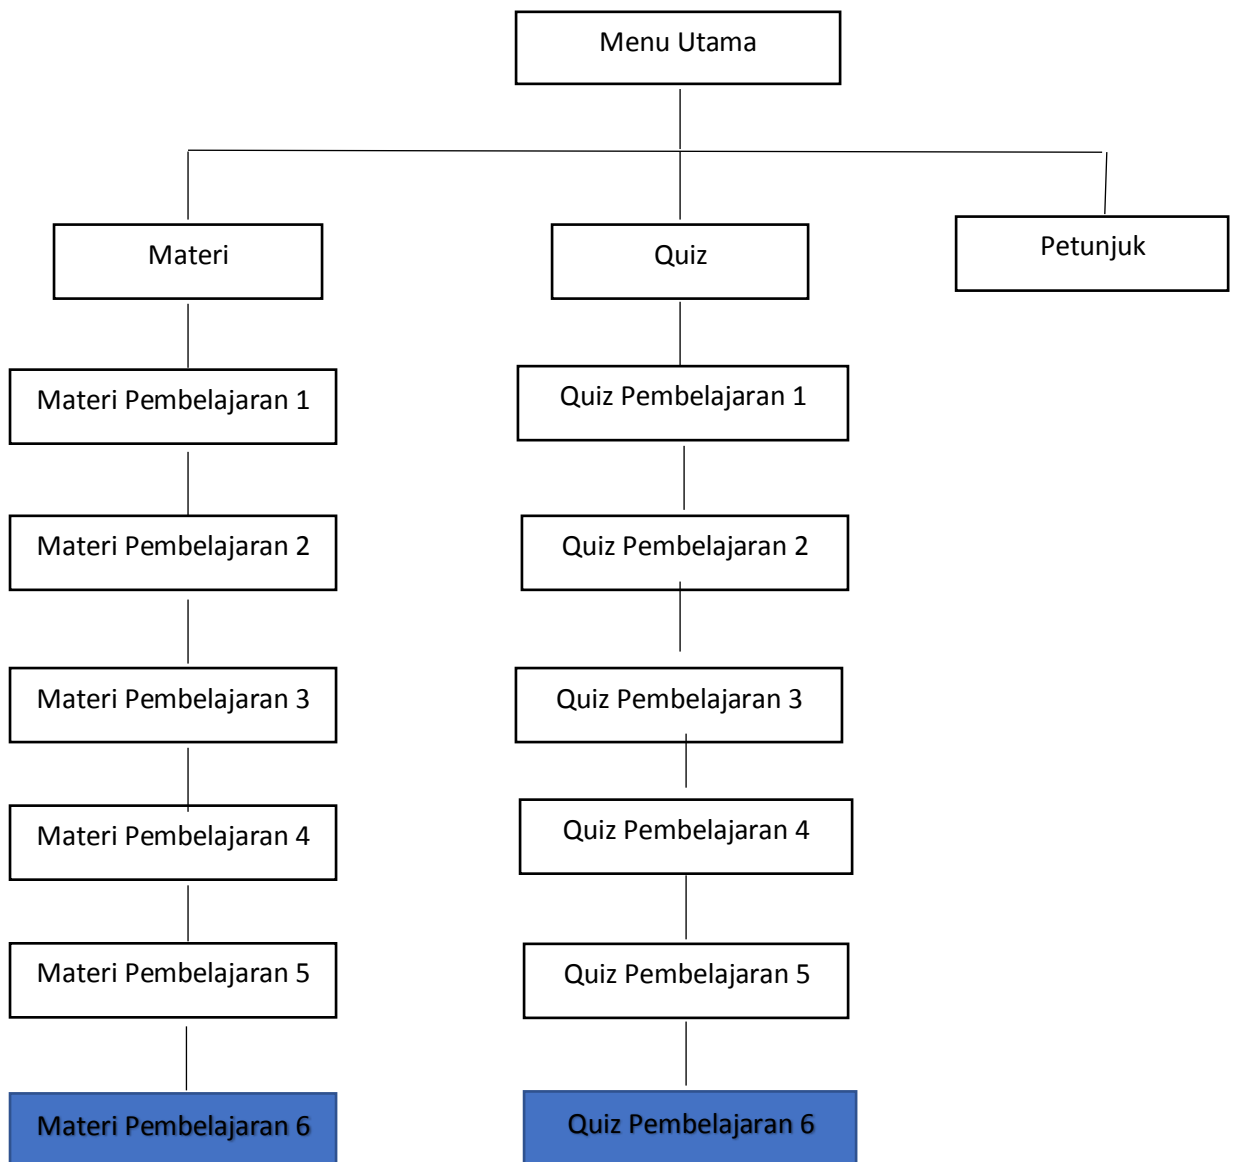 Menu Utama
Materi
Quiz
Petunjuk
Materi Pembelajaran 1
Quiz Pembelajaran 1
Materi Pembelajaran 2
Quiz Pembelajaran 2
Materi Pembelajaran 3
Quiz Pembelajaran 3
Materi Pembelajaran 4
Quiz Pembelajaran 4
Materi Pembelajaran 5
Quiz Pembelajaran 5
Materi Pembelajaran 6
Quiz Pembelajaran 6